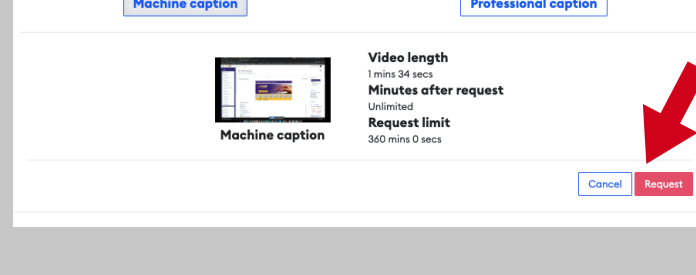 Machine caption
Professional caption
Video length
1 mins 34 secs
Minutes after request
Unlimited
Request limit
360 mins 0 secs
Machine caption
Cancel
Request